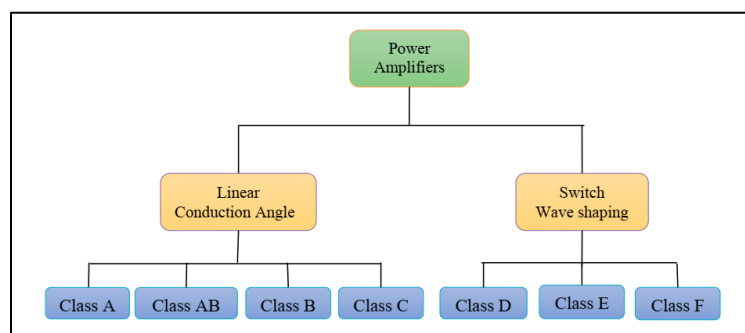 Power
Amplifiers
Linear
Conduction Angle
Switch
Wave shaping
Class A
Class AB
Class B
Class C
Class D
Class E
Class F